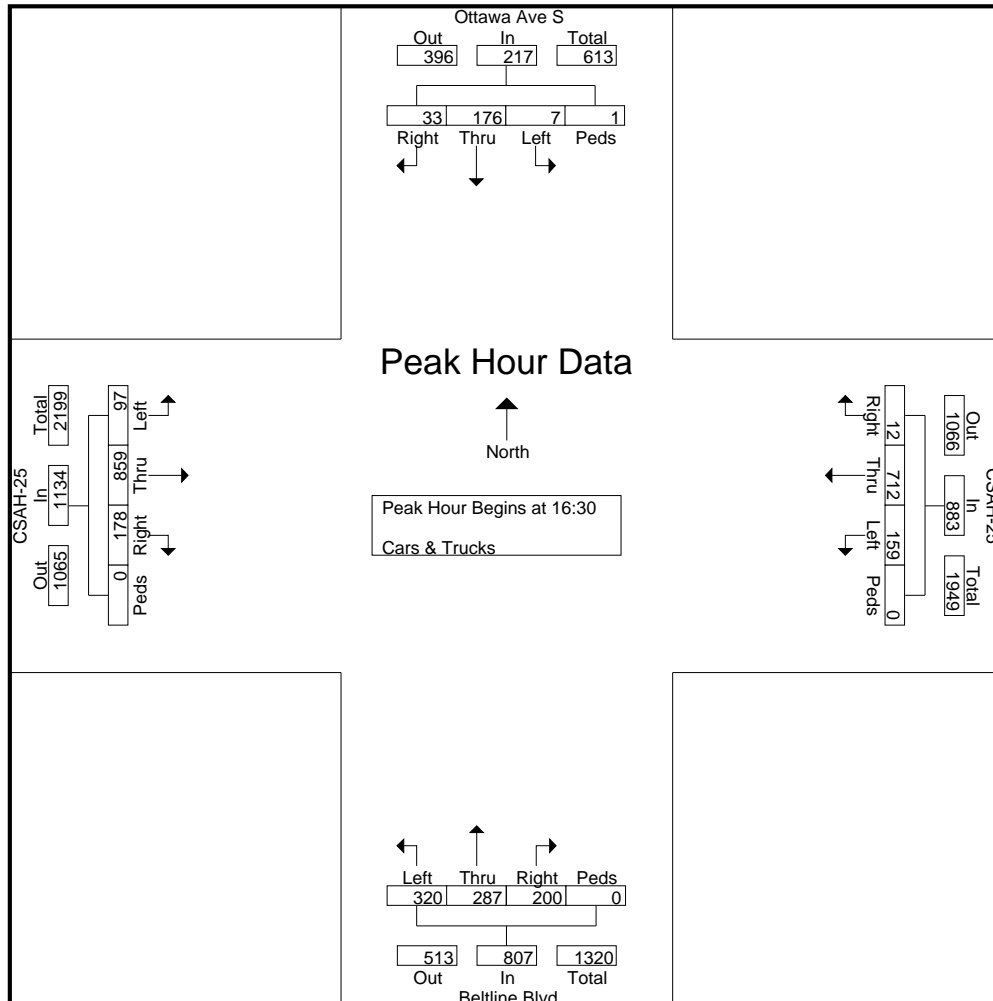 Ottawa Ave S
Out In Total
396 217 613
33 176 7 1
Right Thru Left Peds
Peak Hour Data
North
Peak Hour Begins at 16:30
Cars & Trucks
CSAH-25
Total In Out
2199 1134 1065
97 859 178 0
Left Thru Right Peds
Right Thru Left Peds
12 712 159 0
Out In Total
1066 883 1949
CSAH-25
Left Thru Right Peds
320 287 200 0
513 807 1320
Out In Total
Beltline Blvd